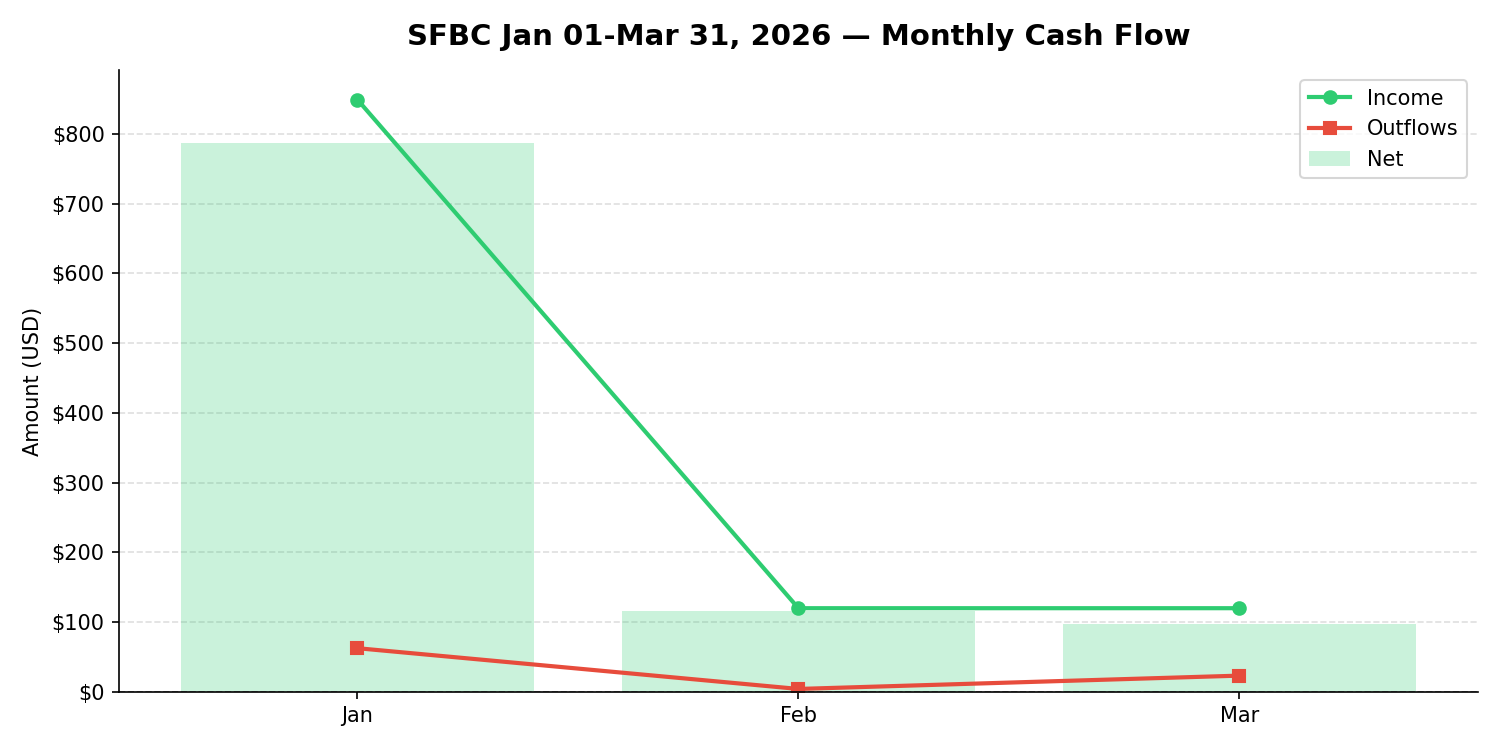 SFBC Jan 01-Mar 31, 2026 — Monthly Cash Flow
Income
Outflows
Net
Amount (USD)
$800
$700
$600
$500
$400
$300
$200
$100
$0
Jan
Feb
Mar